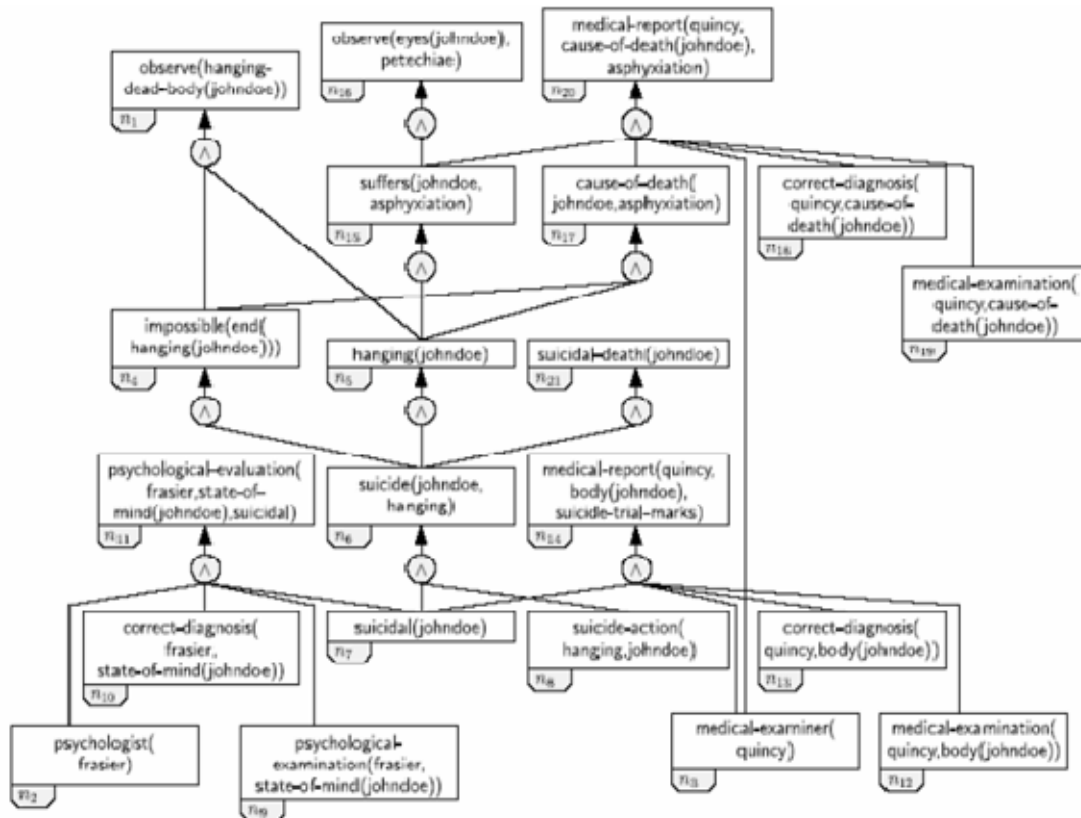 observe(hanging-
dead-body(johndoe))
n1
observe(eyes(johndoe),
petechiae)
n16
medical-report(quincy,
cause-of-death(johndoe),
asphyxiation)
n20
∧
∧
∧
suffers(johndoe,
asphyxiation)
n15
cause-of-death(
johndoe,asphyxiation)
n17
correct-diagnosis(
quincy,cause-of-
death(johndoe))
n18
medical-examination(
quincy,cause-of-
death(johndoe))
n19
∧
∧
impossible(end(
hanging(johndoe)))
n4
hanging(johndoe)
n5
suicidal-death(johndoe)
n21
∧
∧
∧
psychological-evaluation(
frasier,state-of-
mind(johndoe),suicidal)
n11
suicide(johndoe,
hanging)
n6
medical-report(quincy,
body(johndoe),
suicide-trial-marks)
n14
∧
∧
∧
correct-diagnosis(
frasier,
state-of-mind(johndoe))
n10
suicidal(johndoe)
n7
suicide-action(
hanging,johndoe)
n8
correct-diagnosis(
quincy,body(johndoe))
n13
psychologist(
frasier)
n2
psychological-
examination(frasier,
state-of-mind(johndoe))
n9
medical-examiner(
quincy)
n3
medical-examination(
quincy,body(johndoe))
n12